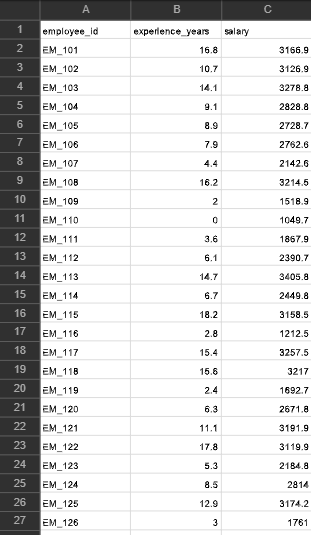 A B C
1 employee_id experience_years salary
2 EM_101 16.8 3166.9
3 EM_102 10.7 3126.9
4 EM_103 14.1 3278.8
5 EM_104 9.1 2828.8
6 EM_105 8.9 2728.7
7 EM_106 7.9 2762.6
8 EM_107 4.4 2142.6
9 EM_108 16.2 3214.5
10 EM_109 2 1518.9
11 EM_110 0 1049.7
12 EM_111 3.6 1867.9
13 EM_112 6.1 2390.7
14 EM_113 14.7 3405.8
15 EM_114 6.7 2449.8
16 EM_115 18.2 3158.5
17 EM_116 2.8 1212.5
18 EM_117 15.4 3257.5
19 EM_118 15.6 3217
20 EM_119 2.4 1692.7
21 EM_120 6.3 2671.8
22 EM_121 11.1 3191.9
23 EM_122 17.8 3119.9
24 EM_123 5.3 2184.8
25 EM_124 8.5 2814
26 EM_125 12.9 3174.2
27 EM_126 3 1761